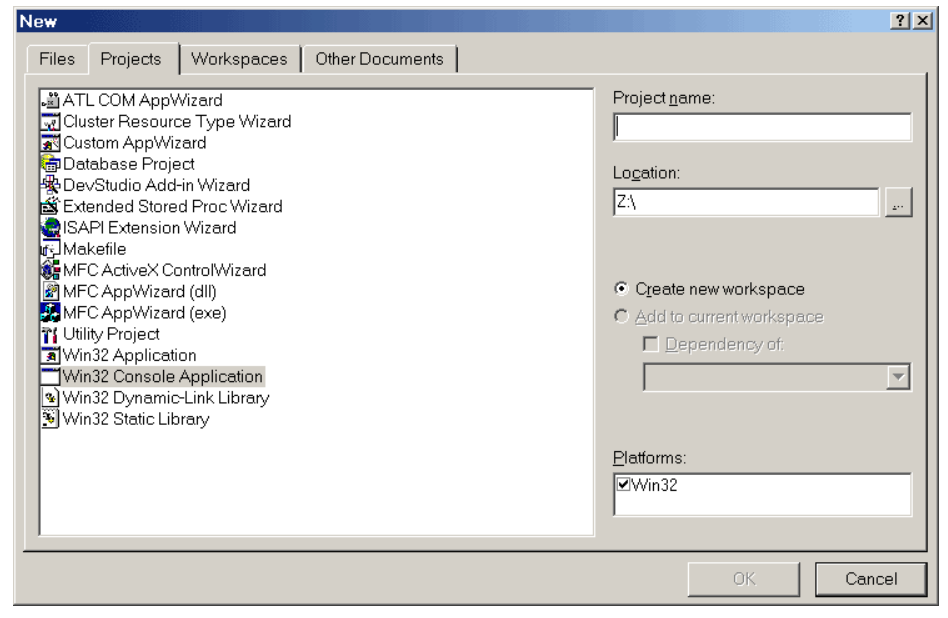 New
Files Projects Workspaces Other Documents
ATL COM AppWizard
Cluster Resource Type Wizard
Custom AppWizard
Database Project
DevStudio Add-in Wizard
Extended Stored Proc Wizard
ISAPI Extension Wizard
Makefile
MFC ActiveX ControlWizard
MFC AppWizard (dll)
MFC AppWizard (exe)
Utility Project
Win32 Application
Win32 Console Application
Win32 Dynamic-Link Library
Win32 Static Library
Project name:
Location:
Z:\
...
Create new workspace
Add to current workspace
Dependency of:
Platforms:
Win32
OK Cancel